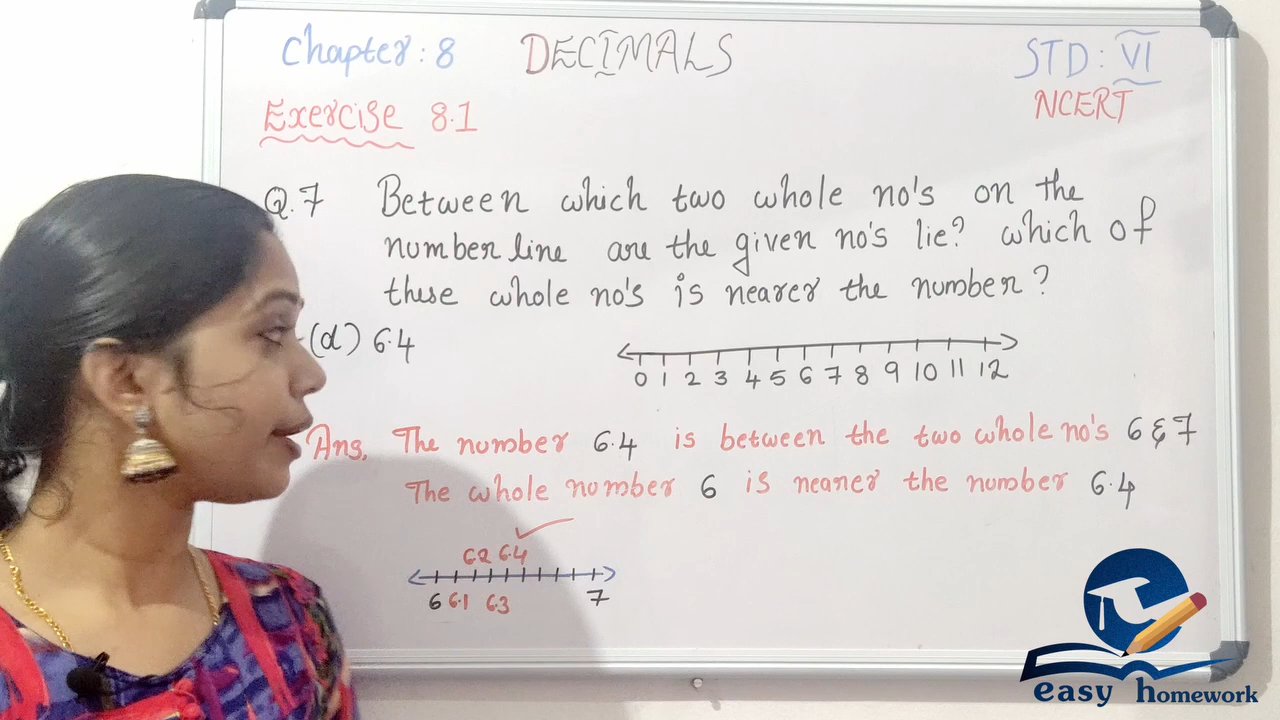 Chapter: 8 DECIMALS STD: VI
Exercise 8.1 NCERT
Q.7 Between which two whole no's on the
number line are the given no's lie? which of
these whole no's is nearer the number?
(d) 6.4
0 1 2 3 4 5 6 7 8 9 10 11 12
Ans. The number 6.4 is between the two whole no's 6 & 7
The whole number 6 is nearer the number 6.4
6.2 6.4
6 6.1 6.3 7
easy homework